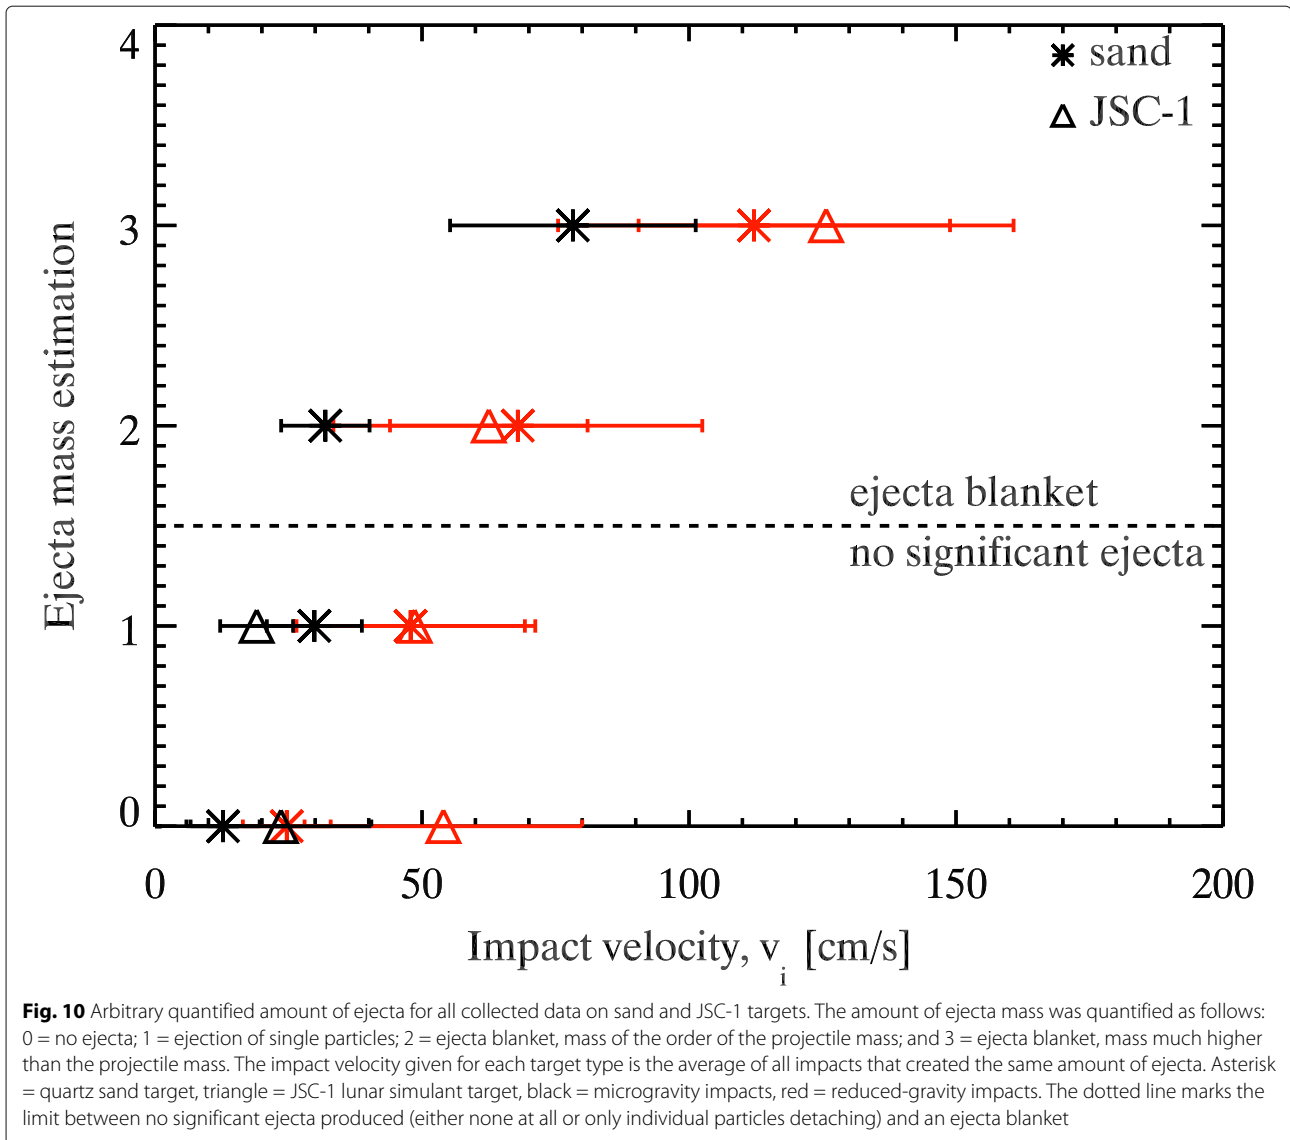 4
sand
JSC-1
3
2
ejecta blanket
no significant ejecta
1
0
Ejecta mass estimation
0 50 100 150 200
Impact velocity, v_i [cm/s]
Fig. 10 Arbitrary quantified amount of ejecta for all collected data on sand and JSC-1 targets. The amount of ejecta mass was quantified as follows:
0 = no ejecta; 1 = ejection of single particles; 2 = ejecta blanket, mass of the order of the projectile mass; and 3 = ejecta blanket, mass much higher
than the projectile mass. The impact velocity given for each target type is the average of all impacts that created the same amount of ejecta. Asterisk
= quartz sand target, triangle = JSC-1 lunar simulant target, black = microgravity impacts, red = reduced-gravity impacts. The dotted line marks the
limit between no significant ejecta produced (either none at all or only individual particles detaching) and an ejecta blanket